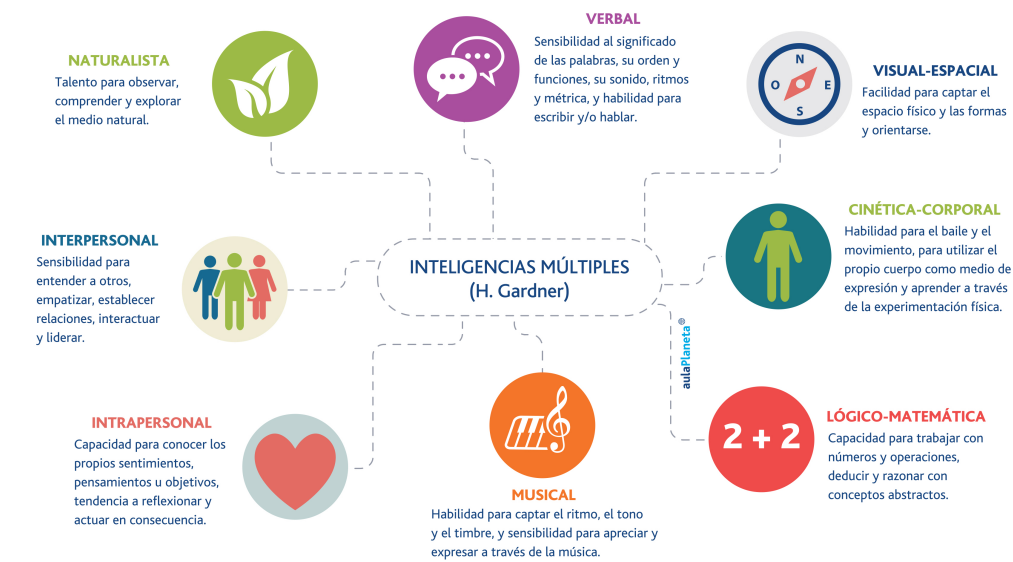 VERBAL
Sensibilidad al significado
de las palabras, su orden y
funciones, su sonido, ritmos
y métrica, y habilidad para
escribir y/o hablar.
NATURALISTA
Talento para observar,
comprender y explorar
el medio natural.
N
O
E
S
VISUAL-ESPACIAL
Facilidad para captar el
espacio físico y las formas
y orientarse.
INTERPERSONAL
Sensibilidad para
entender a otros,
empatizar, establecer
relaciones, interactuar
y liderar.
INTELIGENCIAS MÚLTIPLES
(H. Gardner)
CINÉTICA-CORPORAL
Habilidad para el baile y el
movimiento, para utilizar el
propio cuerpo como medio de
expresión y aprender a través
de la experimentación física.
aulaPlaneta®
INTRAPERSONAL
Capacidad para conocer los
propios sentimientos,
pensamientos u objetivos,
tendencia a reflexionar y
actuar en consecuencia.
MUSICAL
Habilidad para captar el ritmo, el tono
y el timbre, y sensibilidad para apreciar y
expresar a través de la música.
2 + 2
LÓGICO-MATEMÁTICA
Capacidad para trabajar con
números y operaciones,
deducir y razonar con
conceptos abstractos.